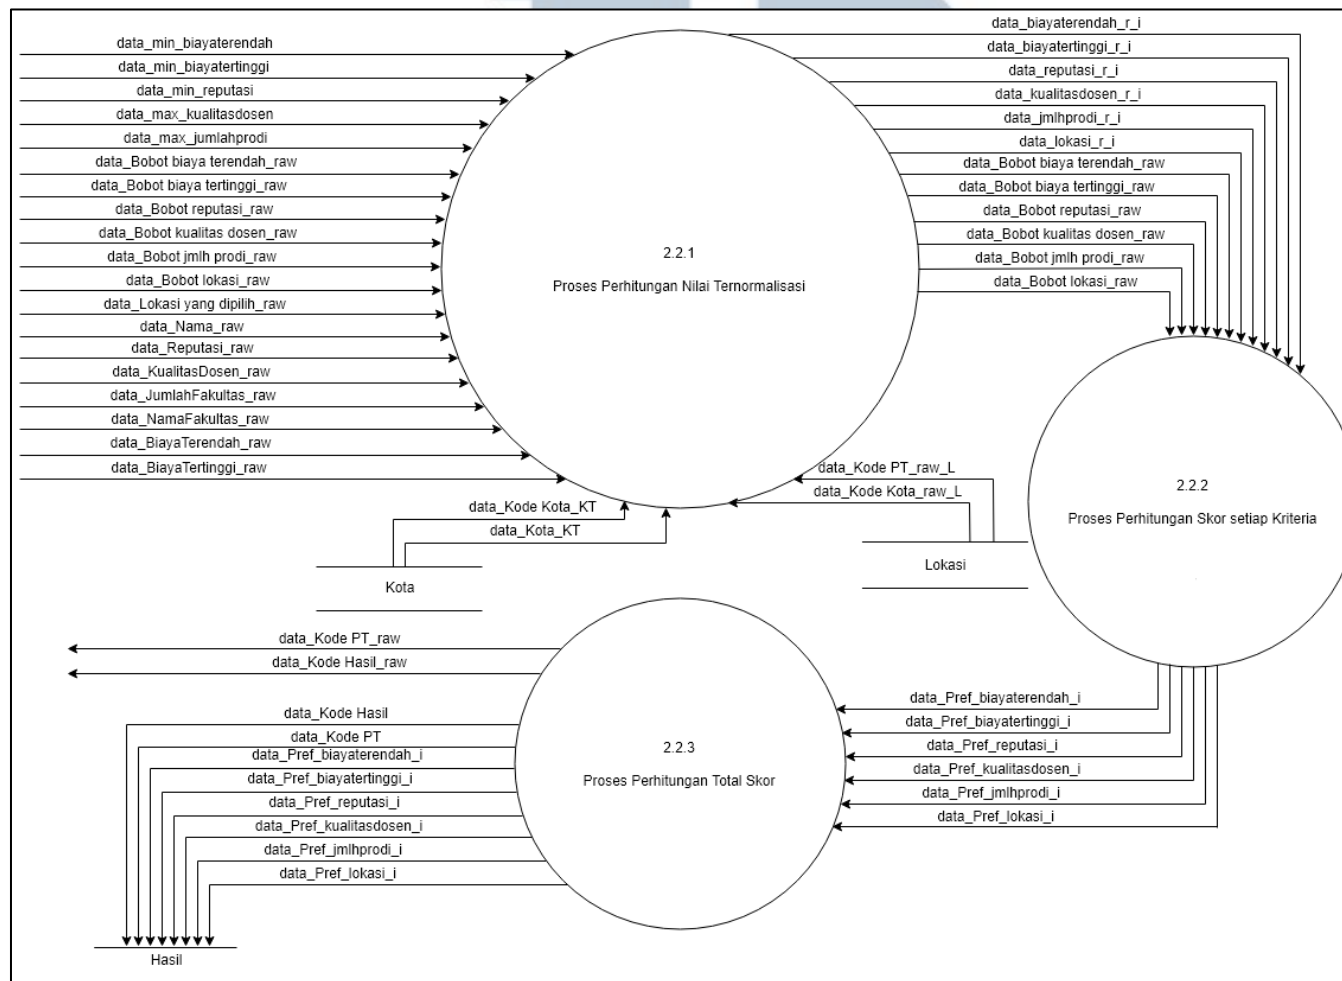 data_min_biayaterendah
data_min_biayatertinggi
data_min_reputasi
data_max_kualitasdosen
data_max_jumlahprodi
data_Bobot biaya terendah_raw
data_Bobot biaya tertinggi_raw
data_Bobot reputasi_raw
data_Bobot kualitas dosen_raw
data_Bobot jmlh prodi_raw
data_Bobot lokasi_raw
data_Lokasi yang dipilih_raw
data_Nama_raw
data_Reputasi_raw
data_KualitasDosen_raw
data_JumlahFakultas_raw
data_NamaFakultas_raw
data_BiayaTerendah_raw
data_BiayaTertinggi_raw
2.2.1
Proses Perhitungan Nilai Ternormalisasi
data_biayaterendah_r_i
data_biayatertinggi_r_i
data_reputasi_r_i
data_kualitasdosen_r_i
data_jmlhprodi_r_i
data_lokasi_r_i
data_Bobot biaya terendah_raw
data_Bobot biaya tertinggi_raw
data_Bobot reputasi_raw
data_Bobot kualitas dosen_raw
data_Bobot jmlh prodi_raw
data_Bobot lokasi_raw
data_Kode Kota_KT
data_Kota_KT
Kota
data_Kode PT_raw_L
data_Kode Kota_raw_L
Lokasi
2.2.2
Proses Perhitungan Skor setiap Kriteria
data_Pref_biayaterendah_i
data_Pref_biayatertinggi_i
data_Pref_reputasi_i
data_Pref_kualitasdosen_i
data_Pref_jmlhprodi_i
data_Pref_lokasi_i
2.2.3
Proses Perhitungan Total Skor
data_Kode PT_raw
data_Kode Hasil_raw
data_Kode Hasil
data_Kode PT
data_Pref_biayaterendah_i
data_Pref_biayatertinggi_i
data_Pref_reputasi_i
data_Pref_kualitasdosen_i
data_Pref_jmlhprodi_i
data_Pref_lokasi_i
Hasil